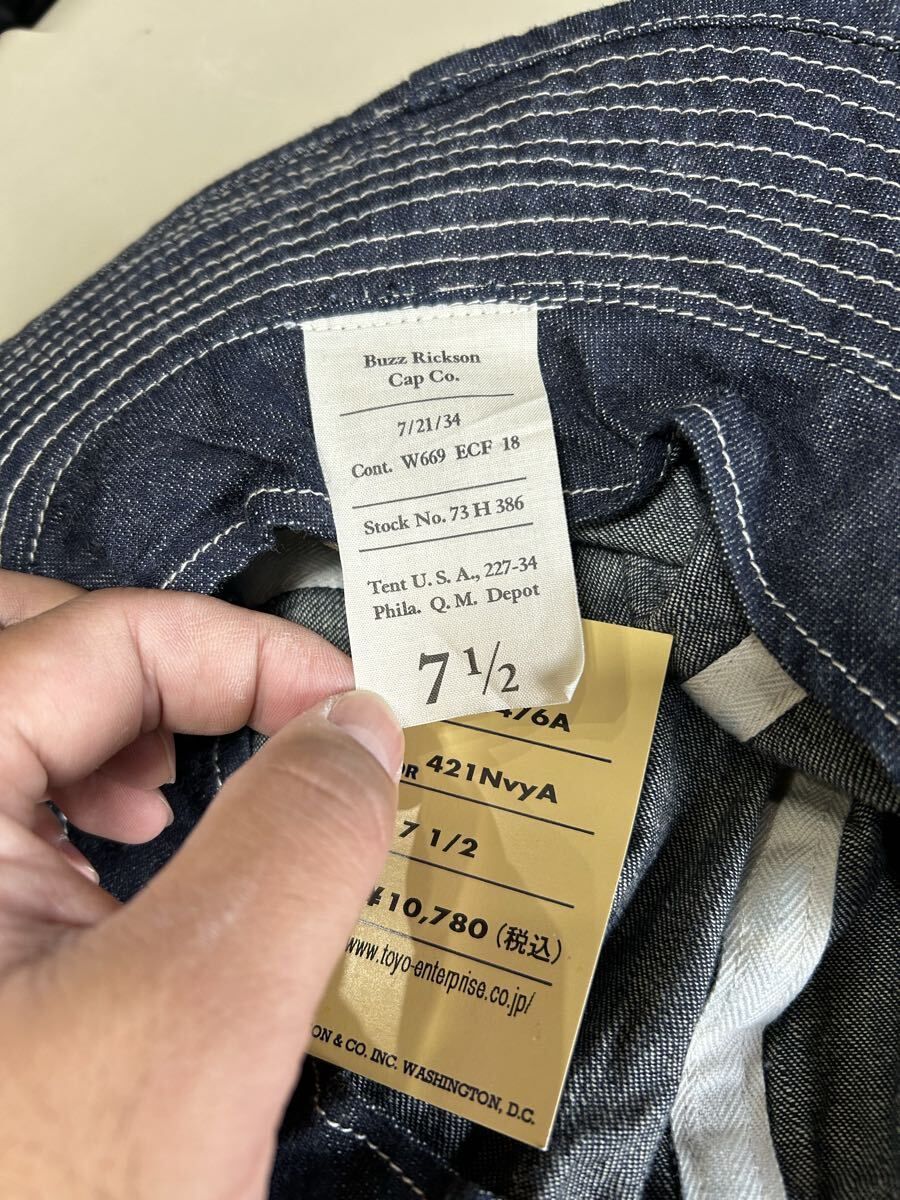 Buzz Rickson
Cap Co.
7/21/34
Cont. W669 ECF 18
Stock No. 73 H 386
Tent U. S. A., 227-34
Phila. Q. M. Depot
7 1/2
476A
OR 421NvyA
7 1/2
¥10,780 (税込)
www.toyo-enterprise.co.jp/
ON & CO. INC. WASHINGTON, D.C.